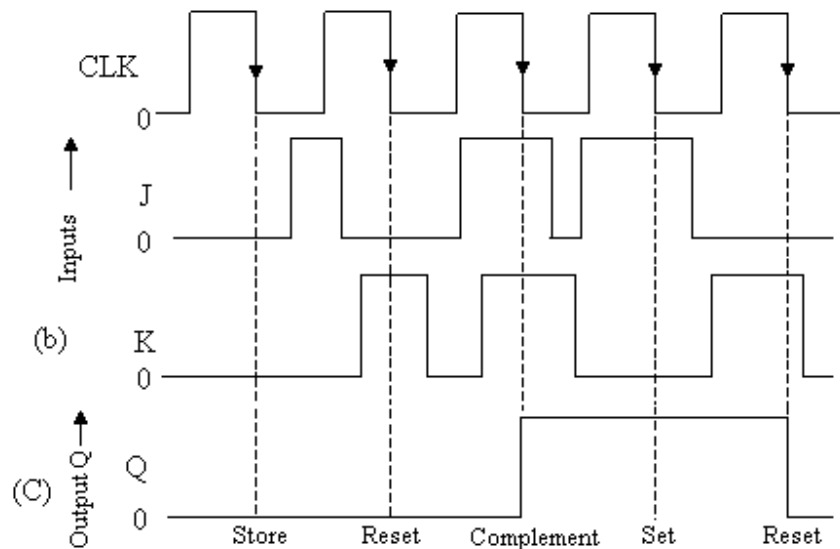 CLK
0
J
0
Inputs
(b)
K
0
Output Q
(C)
Q
0
Store Reset Complement Set Reset